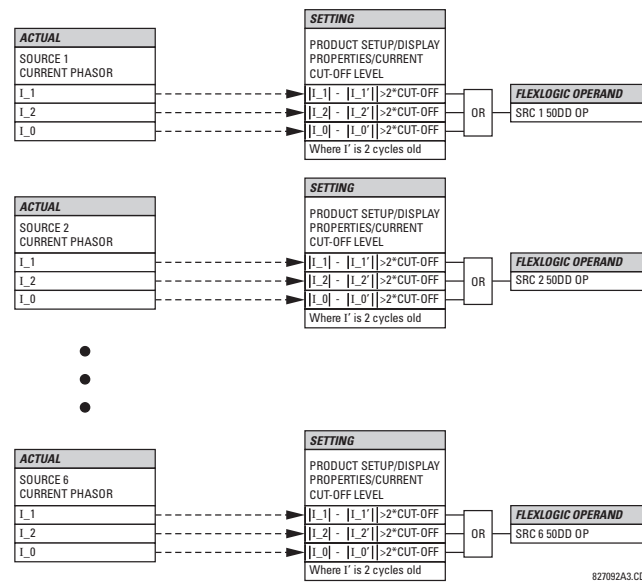 SETTING
ACTUAL
PRODUCT SETUP/DISPLAY
PROPERTIES/CURRENT
CUT-OFF LEVEL
SOURCE 1
CURRENT PHASOR
I_1
||I_1| - |I_1'||>2*CUT-OFF
FLEXLOGIC OPERAND
I_2
||I_2| - |I_2'||>2*CUT-OFF
OR
SRC 1 50DD OP
I_0
||I_0| - |I_0'||>2*CUT-OFF
Where I' is 2 cycles old
SETTING
ACTUAL
PRODUCT SETUP/DISPLAY
PROPERTIES/CURRENT
CUT-OFF LEVEL
SOURCE 2
CURRENT PHASOR
I_1
||I_1| - |I_1'||>2*CUT-OFF
FLEXLOGIC OPERAND
I_2
||I_2| - |I_2'||>2*CUT-OFF
OR
SRC 2 50DD OP
I_0
||I_0| - |I_0'||>2*CUT-OFF
Where I' is 2 cycles old
SETTING
ACTUAL
PRODUCT SETUP/DISPLAY
PROPERTIES/CURRENT
CUT-OFF LEVEL
SOURCE 6
CURRENT PHASOR
I_1
||I_1| - |I_1'||>2*CUT-OFF
FLEXLOGIC OPERAND
I_2
||I_2| - |I_2'||>2*CUT-OFF
OR
SRC 6 50DD OP
I_0
||I_0| - |I_0'||>2*CUT-OFF
Where I' is 2 cycles old